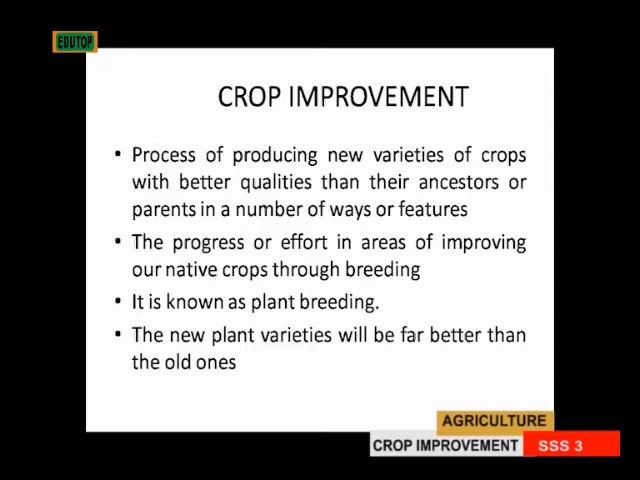 EDUTOP
CROP IMPROVEMENT
• Process of producing new varieties of crops
with better qualities than their ancestors or
parents in a number of ways or features
• The progress or effort in areas of improving
our native crops through breeding
• It is known as plant breeding.
• The new plant varieties will be far better than
the old ones
AGRICULTURE
CROP IMPROVEMENT SSS 3